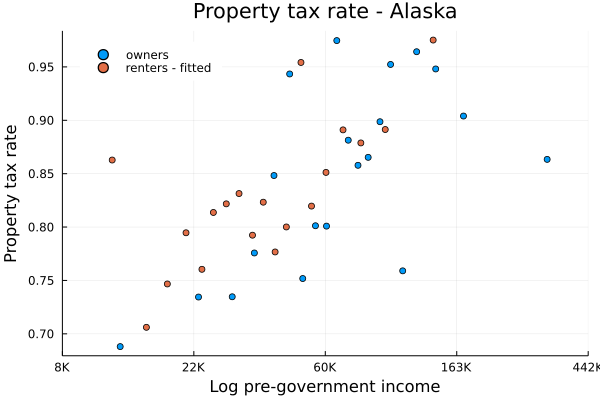 Property tax rate - Alaska
owners
renters - fitted
Property tax rate
0.95
0.90
0.85
0.80
0.75
0.70
8K 22K 60K 163K 442K
Log pre-government income